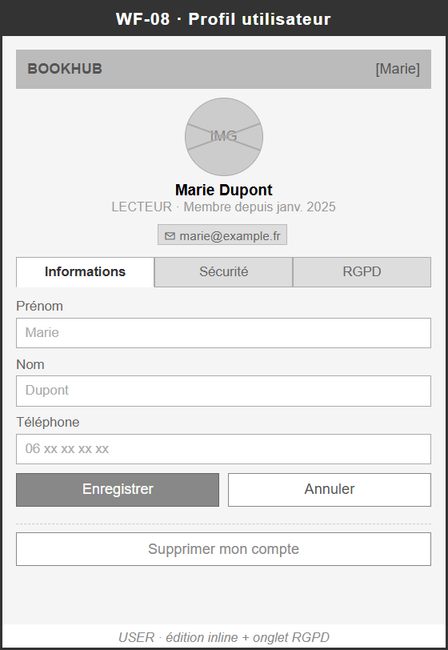 WF-08 · Profil utilisateur
BOOKHUB [Marie]
IMG
Marie Dupont
LECTEUR · Membre depuis janv. 2025
marie@example.fr
Informations Sécurité RGPD
Prénom
Marie
Nom
Dupont
Téléphone
06 xx xx xx xx
Enregistrer Annuler
Supprimer mon compte
USER · édition inline + onglet RGPD